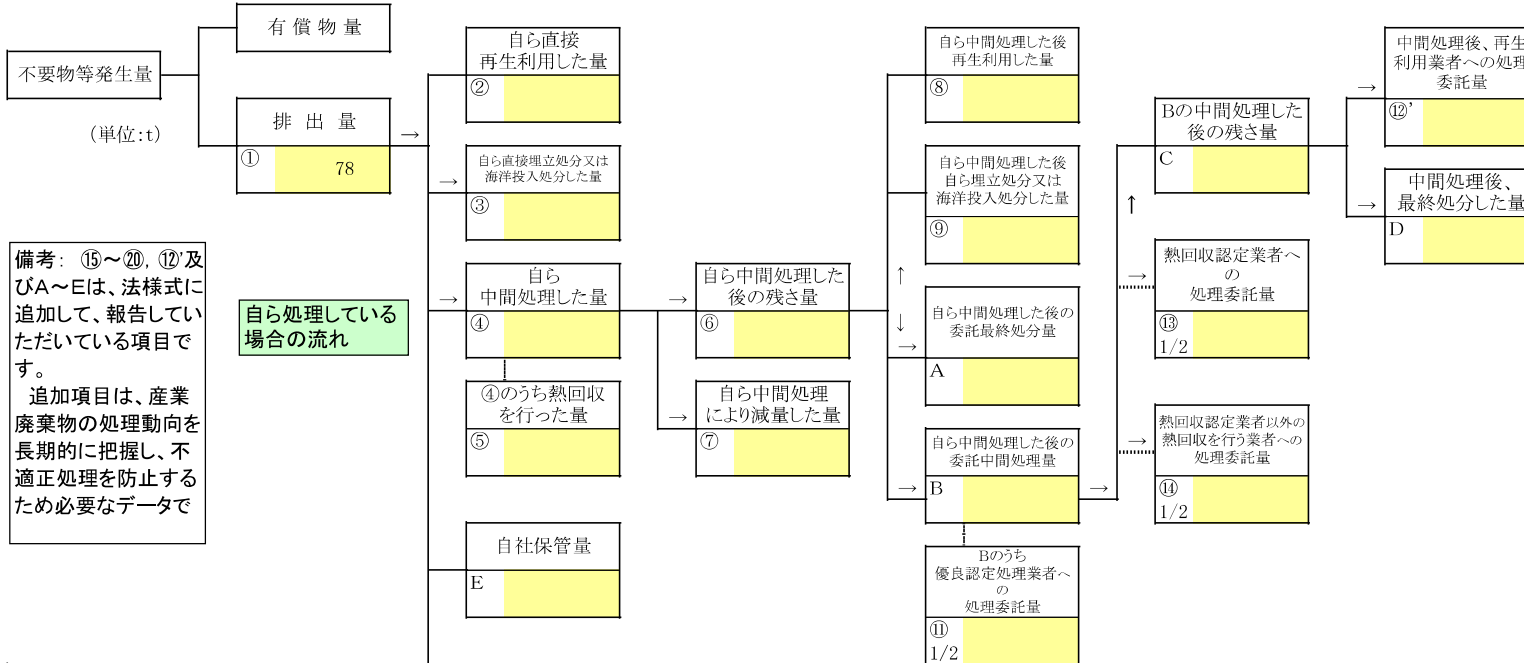 有 償 物 量
不要物等発生量
(単位:t)
排 出 量
→
①
78
備考: ⑮～⑳, ⑫'及
びA～Eは、法様式に
追加して、報告してい
ただいている項目で
す。
追加項目は、産業
廃棄物の処理動向を
長期的に把握し、不
適正処理を防止する
ため必要なデータで
自ら処理している
場合の流れ
自ら直接
再生利用した量
②
→
自ら直接埋立処分又は
海洋投入処分した量
③
→
自ら
中間処理した量
④
④のうち熱回収
を行った量
⑤
自社保管量
E
→
自ら中間処理した
後の残さ量
⑥
→
自ら中間処理
により減量した量
⑦
自ら中間処理した後
再生利用した量
⑧
自ら中間処理した後
自ら埋立処分又は
海洋投入処分した量
⑨
↑
↓
→
自ら中間処理した後の
委託最終処分量
A
→
自ら中間処理した後の
委託中間処理量
B
→
Bのうち
優良認定処理業者へ
の
処理委託量
⑪
1/2
↑
Bの中間処理した
後の残さ量
C
→
熱回収認定業者へ
の
処理委託量
⑬
1/2
→
熱回収認定業者以外の
熱回収を行う業者への
処理委託量
⑭
1/2
→
中間処理後、再生
利用業者への処理
委託量
⑫'
→
中間処理後、
最終処分した量
D